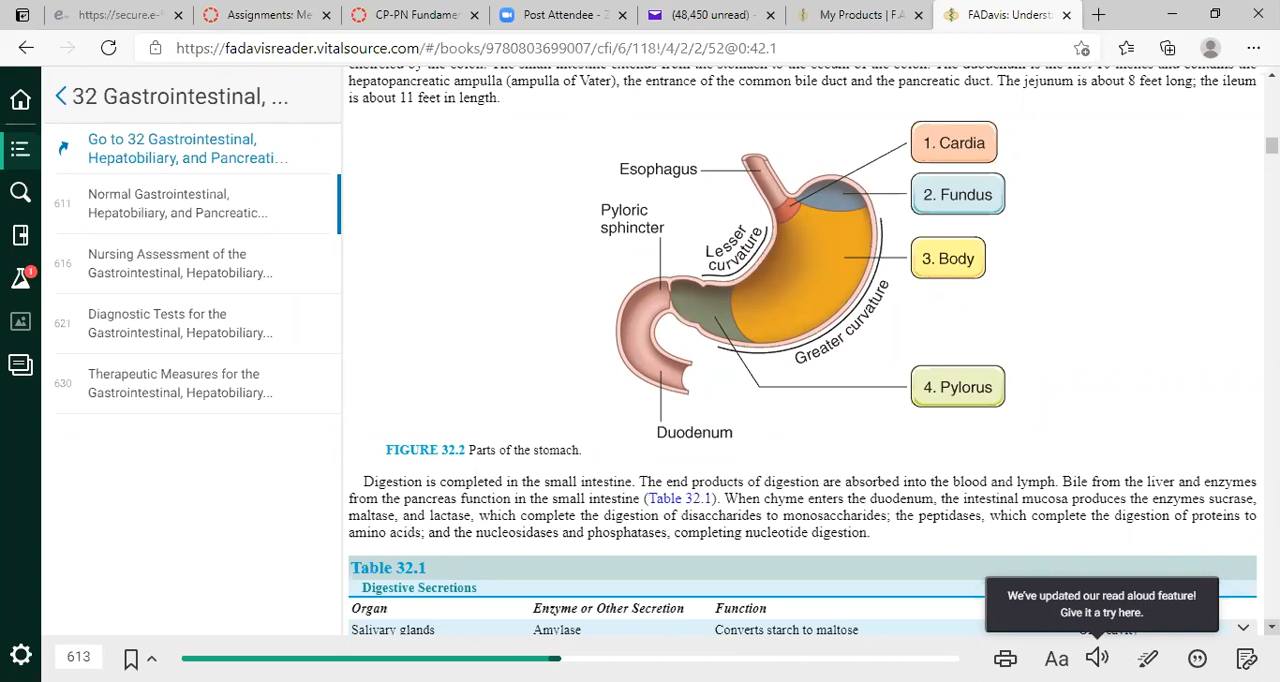 https://secure.e-f
Assignments: Me
CP-PN Fundamer
Post Attendee - Z
(48,450 unread) -
My Products | F.A
FADavis: Underst
https://fadavisreader.vitalsource.com/#/books/9780803699007/cfi/6/118!/4/2/2/52@0:42.1
32 Gastrointestinal, ...
Go to 32 Gastrointestinal,
Hepatobiliary, and Pancreati...
611
Normal Gastrointestinal,
Hepatobiliary, and Pancreatic...
616
Nursing Assessment of the
Gastrointestinal, Hepatobiliary...
621
Diagnostic Tests for the
Gastrointestinal, Hepatobiliary...
630
Therapeutic Measures for the
Gastrointestinal, Hepatobiliary...
1
hepatopancreatic ampulla (ampulla of Vater), the entrance of the common bile duct and the pancreatic duct. The jejunum is about 8 feet long; the ileum
is about 11 feet in length.
Esophagus
Pyloric
sphincter
Lesser
curvature
Greater curvature
Duodenum
1. Cardia
2. Fundus
3. Body
4. Pylorus
FIGURE 32.2 Parts of the stomach.
Digestion is completed in the small intestine. The end products of digestion are absorbed into the blood and lymph. Bile from the liver and enzymes
from the pancreas function in the small intestine (Table 32.1). When chyme enters the duodenum, the intestinal mucosa produces the enzymes sucrase,
maltase, and lactase, which complete the digestion of disaccharides to monosaccharides; the peptidases, which complete the digestion of proteins to
amino acids; and the nucleosidases and phosphatases, completing nucleotide digestion.
Table 32.1
Digestive Secretions
Organ Enzyme or Other Secretion Function
Salivary glands Amylase Converts starch to maltose
We've updated our read aloud feature!
Give it a try here.
613
Aa